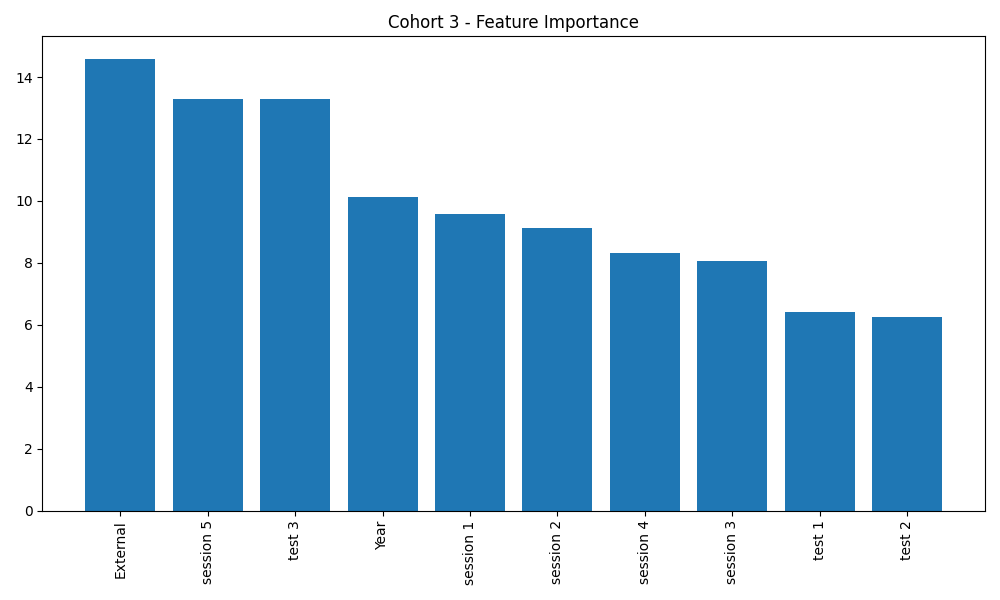 Cohort 3 - Feature Importance
14
12
10
8
6
4
2
0
External
session 5
test 3
Year
session 1
session 2
session 4
session 3
test 1
test 2